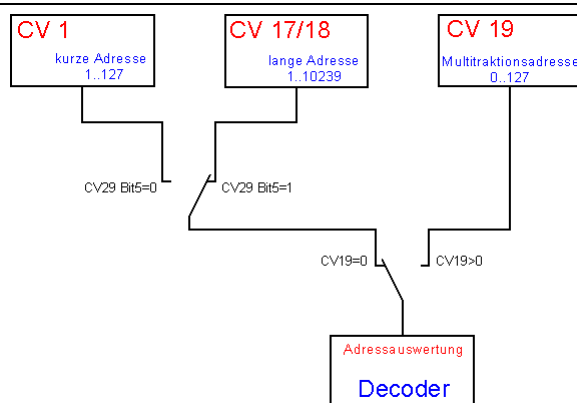 CV 1
kurze Adresse
1..127
CV 17/18
lange Adresse
1..10239
CV 19
Multitraktionsadresse
0..127
CV29 Bit5=0
CV29 Bit5=1
CV19=0
CV19>0
Adressauswertung
Decoder